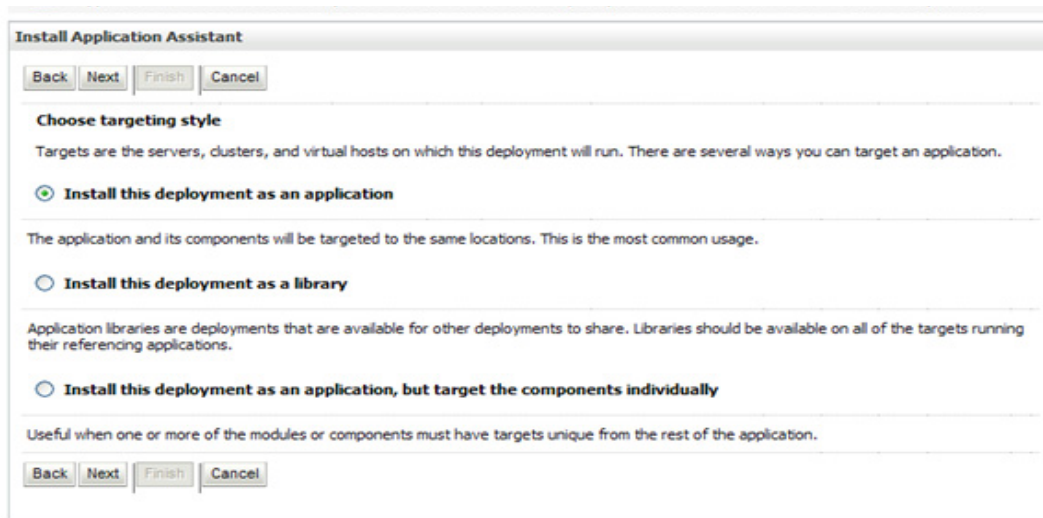 Install Application Assistant
Back Next Finish Cancel
Choose targeting style
Targets are the servers, clusters, and virtual hosts on which this deployment will run. There are several ways you can target an application.
Install this deployment as an application
The application and its components will be targeted to the same locations. This is the most common usage.
Install this deployment as a library
Application libraries are deployments that are available for other deployments to share. Libraries should be available on all of the targets running
their referencing applications.
Install this deployment as an application, but target the components individually
Useful when one or more of the modules or components must have targets unique from the rest of the application.
Back Next Finish Cancel